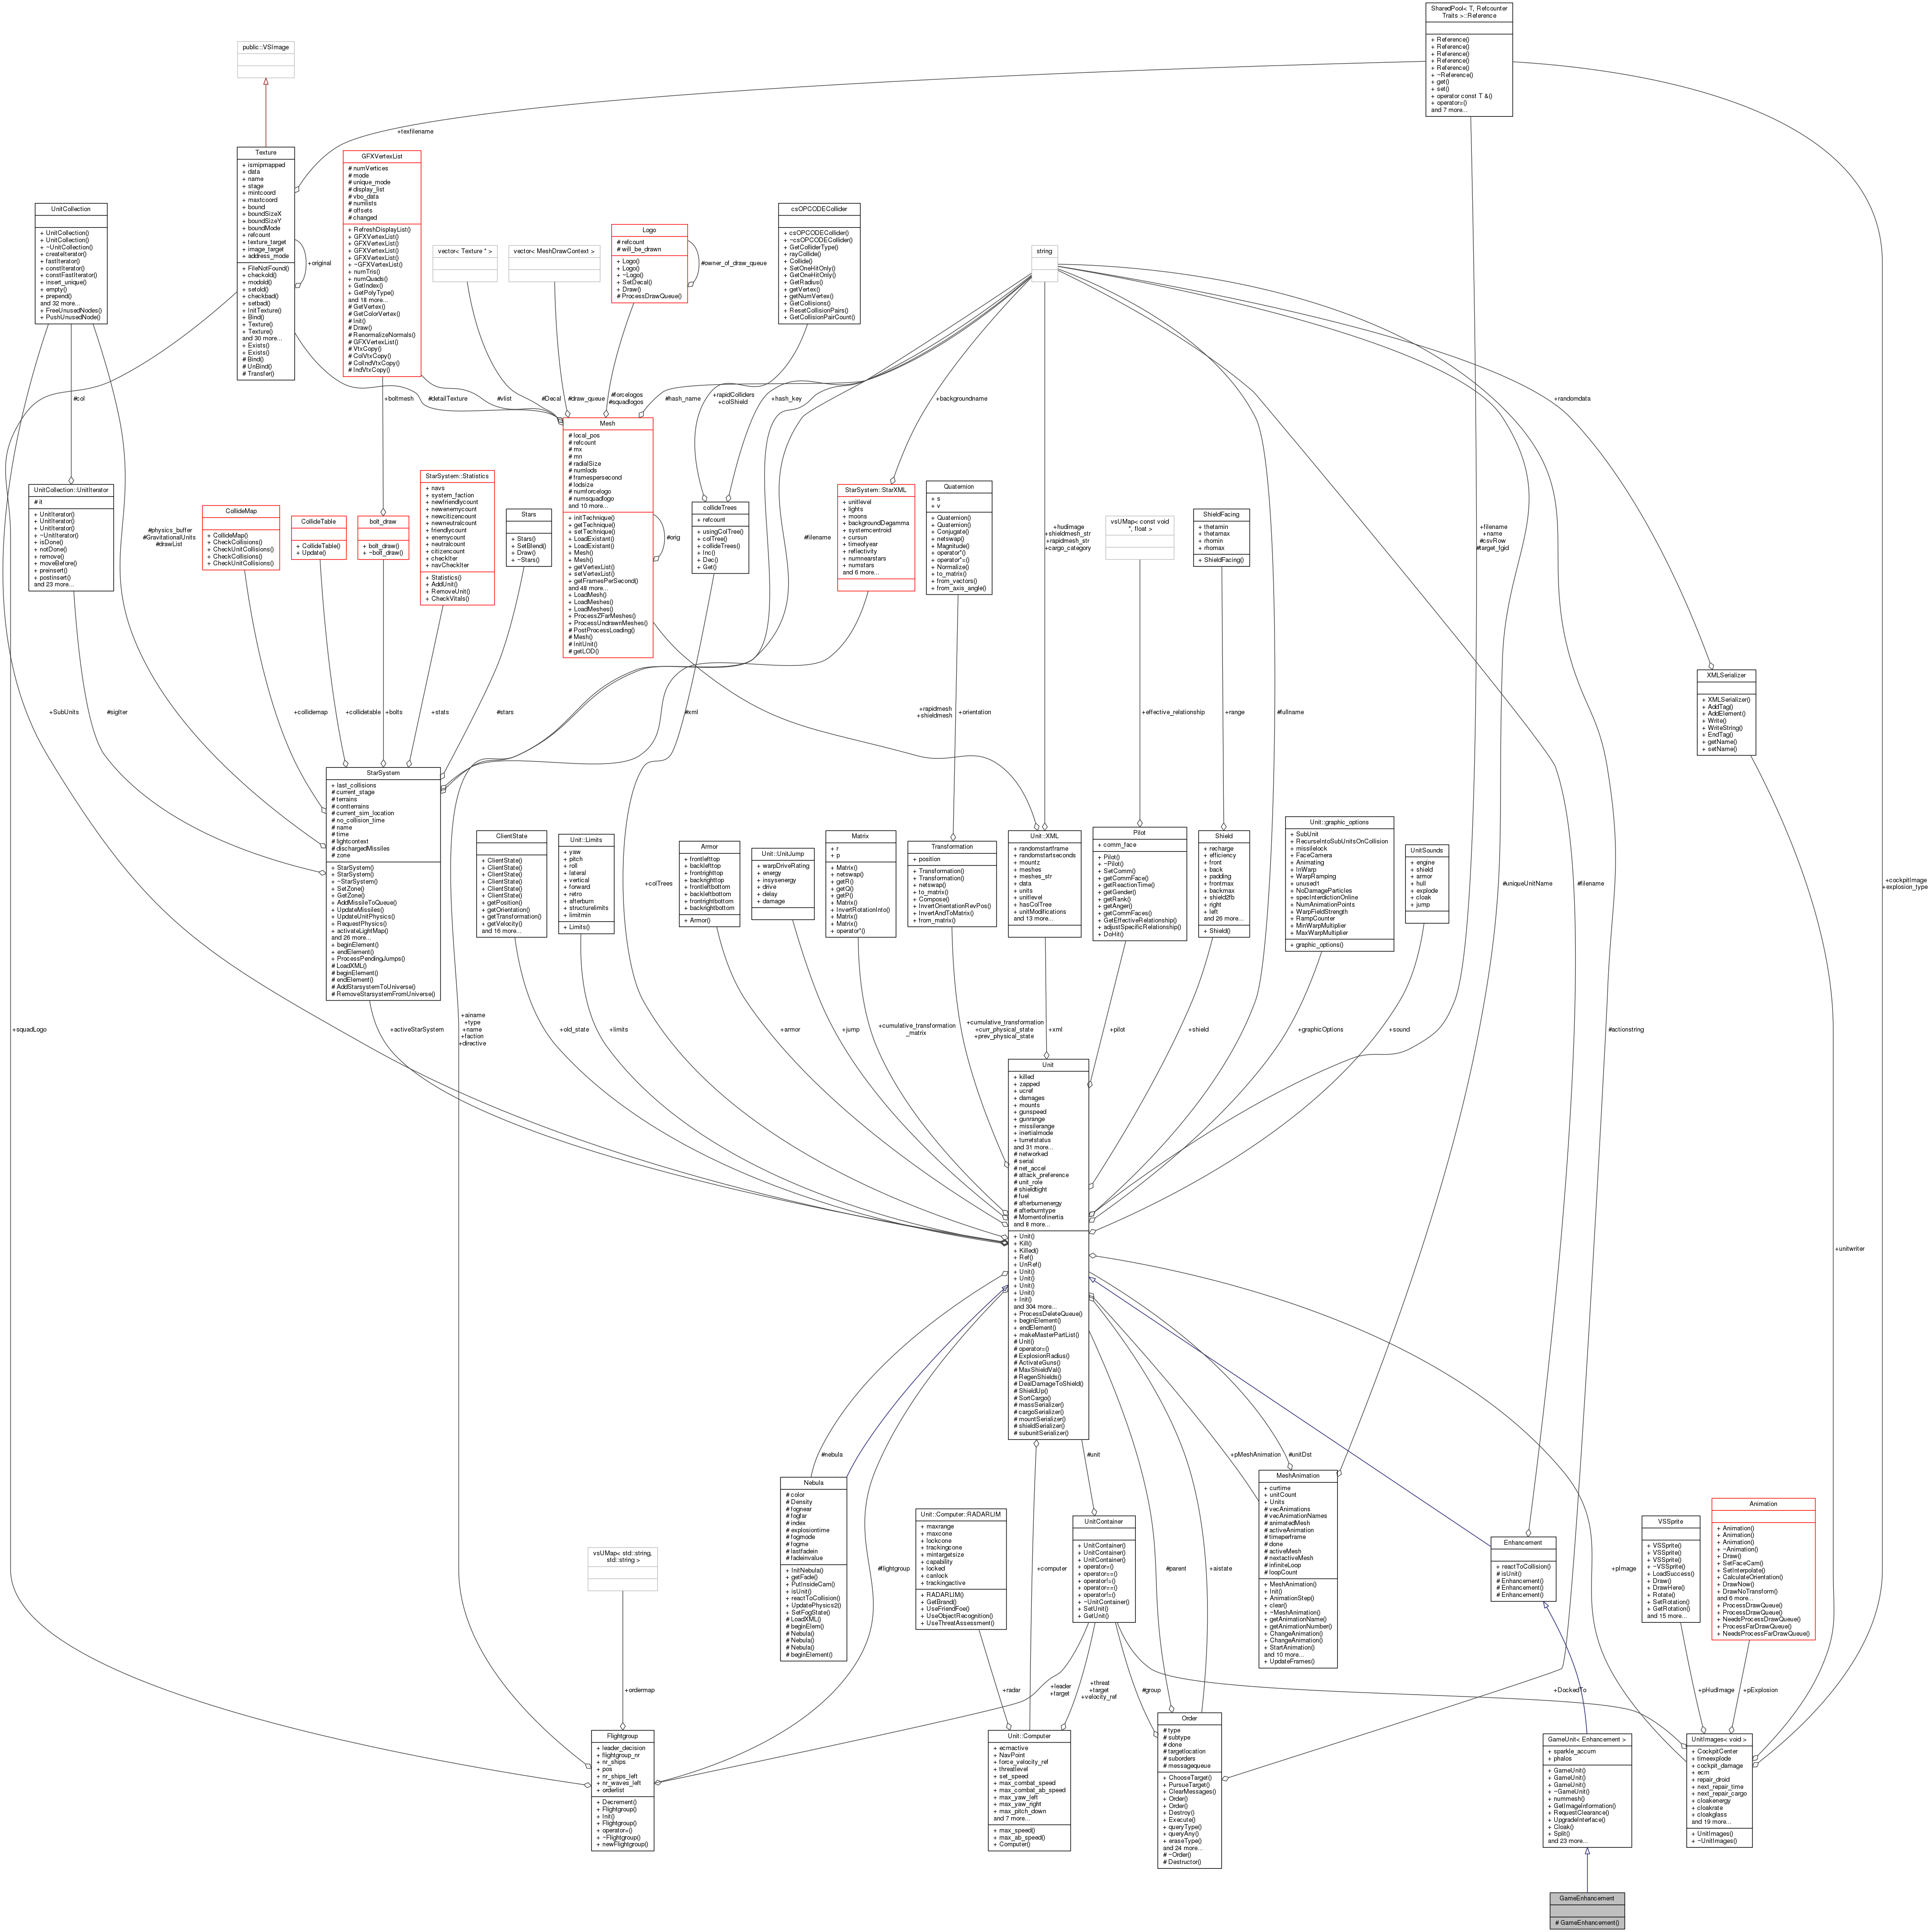 SharedPool< T, Refcounter
Traits >::Reference
+ Reference()
+ Reference()
+ Reference()
+ Reference()
+ Reference()
+ ~Reference()
+ get()
+ set()
+ operator const T &()
+ operator=()
and 7 more...
public::VSImage
+texfilename
Texture
+ ismipmapped
+ data
+ name
+ stage
+ mintcoord
+ maxtcoord
+ bound
+ boundSizeX
+ boundSizeY
+ boundMode
+ refcount
+ texture_target
+ image_target
+ address_mode
+ FileNotFound()
+ checkold()
+ modold()
+ setold()
+ checkbad()
+ setbad()
+ InitTexture()
+ Bind()
+ Texture()
+ Texture()
and 30 more...
+ Exists()
+ Exists()
# Bind()
# UnBind()
# Transfer()
+original
GFXVertexList
# numVertices
# mode
# unique_mode
# display_list
# vbo_data
# numlists
# offsets
# changed
+ RefreshDisplayList()
+ GFXVertexList()
+ GFXVertexList()
+ GFXVertexList()
+ GFXVertexList()
+ ~GFXVertexList()
+ numTris()
+ numQuads()
+ GetIndex()
+ GetPolyType()
and 18 more...
# GetVertex()
# GetColorVertex()
# Init()
# Draw()
# RenormalizeNormals()
# GFXVertexList()
# VtxCopy()
# ColVtxCopy()
# ColIndVtxCopy()
# IndVtxCopy()
UnitCollection
+ UnitCollection()
+ UnitCollection()
+ ~UnitCollection()
+ createIterator()
+ fastIterator()
+ constIterator()
+ constFastIterator()
+ insert_unique()
+ empty()
+ prepend()
and 32 more...
+ FreeUnusedNodes()
+ PushUnusedNode()
vector< Texture * >
vector< MeshDrawContext >
Logo
# refcount
# will_be_drawn
+ Logo()
+ Logo()
+ ~Logo()
+ SetDecal()
+ Draw()
# ProcessDrawQueue()
#owner_of_draw_queue
csOPCODECollider
+ csOPCODECollider()
+ ~csOPCODECollider()
+ GetColliderType()
+ rayCollide()
+ Collide()
+ SetOneHitOnly()
+ GetOneHitOnly()
+ GetRadius()
+ getVertex()
+ getNumVertex()
+ GetCollisions()
+ ResetCollisionPairs()
+ GetCollisionPairCount()
string
#col
+boltmesh
#detailTexture
#vlist
#Decal
#draw_queue
#forcelogos
#squadlogos
#hash_name
+rapidColliders
+colShield
+hash_key
+backgroundname
+randomdata
+cockpitImage
+explosion_type
Mesh
# local_pos
# refcount
# mx
# mn
# radialSize
# numlods
# framespersecond
# lodsize
# numforcelogo
# numsquadlogo
and 10 more...
+ initTechnique()
+ getTechnique()
+ setTechnique()
+ LoadExistant()
+ LoadExistant()
+ Mesh()
+ Mesh()
+ getVertexList()
+ setVertexList()
+ getFramesPerSecond()
and 48 more...
+ LoadMesh()
+ LoadMeshes()
+ LoadMeshes()
+ ProcessZFarMeshes()
+ ProcessUndrawnMeshes()
# PostProcessLoading()
# Mesh()
# InitUnit()
# getLOD()
#orig
UnitCollection::UnitIterator
# it
+ UnitIterator()
+ UnitIterator()
+ UnitIterator()
+ ~UnitIterator()
+ isDone()
+ notDone()
+ remove()
+ moveBefore()
+ preinsert()
+ postinsert()
and 23 more...
#physics_buffer
#GravitationalUnits
#drawList
CollideMap
+ CollideMap()
+ CheckCollisions()
+ CheckUnitCollisions()
+ CheckCollisions()
+ CheckUnitCollisions()
CollideTable
+ CollideTable()
+ Update()
bolt_draw
+ bolt_draw()
+ ~bolt_draw()
StarSystem::Statistics
+ navs
+ system_faction
+ newfriendlycount
+ newenemycount
+ newcitizencount
+ newneutralcount
+ friendlycount
+ enemycount
+ neutralcount
+ citizencount
+ checkIter
+ navCheckIter
+ Statistics()
+ AddUnit()
+ RemoveUnit()
+ CheckVitals()
Stars
+ Stars()
+ SetBlend()
+ Draw()
+ ~Stars()
collideTrees
+ refcount
+ usingColTree()
+ colTree()
+ collideTrees()
+ Inc()
+ Dec()
+ Get()
#filename
StarSystem::StarXML
+ unitlevel
+ lights
+ moons
+ backgroundDegamma
+ systemcentroid
+ cursun
+ timeofyear
+ reflectivity
+ numnearstars
+ numstars
and 6 more...
Quaternion
+ s
+ v
+ Quaternion()
+ Quaternion()
+ Conjugate()
+ netswap()
+ Magnitude()
+ operator*()
+ operator*=()
+ Normalize()
+ to_matrix()
+ from_vectors()
+ from_axis_angle()
+hudimage
+shieldmesh_str
+rapidmesh_str
+cargo_category
vsUMap< const void
*, float >
ShieldFacing
+ thetamin
+ thetamax
+ rhomin
+ rhomax
+ ShieldFacing()
+filename
+name
#csvRow
#target_fgid
XMLSerializer
+ XMLSerializer()
+ AddTag()
+ AddElement()
+ Write()
+ WriteString()
+ EndTag()
+ getName()
+ setName()
+SubUnits
#sigIter
+collidemap
+collidetable
+bolts
+stats
#stars
#xml
+rapidmesh
+shieldmesh
+orientation
+effective_relationship
+range
#fullname
StarSystem
+ last_collisions
# current_stage
# terrains
# contterrains
# current_sim_location
# no_collision_time
# name
# time
# lightcontext
# dischargedMissiles
# zone
+ StarSystem()
+ StarSystem()
+ ~StarSystem()
+ SetZone()
+ GetZone()
+ AddMissileToQueue()
+ UpdateMissiles()
+ UpdateUnitPhysics()
+ RequestPhysics()
+ activateLightMap()
and 26 more...
+ beginElement()
+ endElement()
+ ProcessPendingJumps()
# LoadXML()
# beginElement()
# endElement()
# AddStarsystemToUniverse()
# RemoveStarsystemFromUniverse()
ClientState
+ ClientState()
+ ClientState()
+ ClientState()
+ ClientState()
+ ClientState()
+ ClientState()
+ getPosition()
+ getOrientation()
+ getTransformation()
+ getVelocity()
and 16 more...
Unit::Limits
+ yaw
+ pitch
+ roll
+ lateral
+ vertical
+ forward
+ retro
+ afterburn
+ structurelimits
+ limitmin
+ Limits()
+colTrees
Armor
+ frontlefttop
+ backlefttop
+ frontrighttop
+ backrighttop
+ frontleftbottom
+ backleftbottom
+ frontrightbottom
+ backrightbottom
+ Armor()
Unit::UnitJump
+ warpDriveRating
+ energy
+ insysenergy
+ drive
+ delay
+ damage
Matrix
+ r
+ p
+ Matrix()
+ netswap()
+ getR()
+ getQ()
+ getP()
+ Matrix()
+ InvertRotationInto()
+ Matrix()
+ Matrix()
+ operator*()
Transformation
+ position
+ Transformation()
+ Transformation()
+ netswap()
+ to_matrix()
+ Compose()
+ InvertOrientationRevPos()
+ InvertAndToMatrix()
+ from_matrix()
Unit::XML
+ randomstartframe
+ randomstartseconds
+ mountz
+ meshes
+ meshes_str
+ data
+ units
+ unitlevel
+ hasColTree
+ unitModifications
and 13 more...
Pilot
+ comm_face
+ Pilot()
+ ~Pilot()
+ SetComm()
+ getCommFace()
+ getReactionTime()
+ getGender()
+ getRank()
+ getAnger()
+ getCommFaces()
+ GetEffectiveRelationship()
+ adjustSpecificRelationship()
+ DoHit()
Shield
+ recharge
+ efficiency
+ front
+ back
+ padding
+ frontmax
+ backmax
+ shield2fb
+ right
+ left
and 26 more...
+ Shield()
Unit::graphic_options
+ SubUnit
+ RecurseIntoSubUnitsOnCollision
+ missilelock
+ FaceCamera
+ Animating
+ InWarp
+ WarpRamping
+ unused1
+ NoDamageParticles
+ specInterdictionOnline
+ NumAnimationPoints
+ WarpFieldStrength
+ RampCounter
+ MinWarpMultiplier
+ MaxWarpMultiplier
+ graphic_options()
UnitSounds
+ engine
+ shield
+ armor
+ hull
+ explode
+ cloak
+ jump
#uniqueUnitName
#filename
+squadLogo
+activeStarSystem
+ainame
+type
+name
+faction
+directive
+old_state
+limits
+armor
+jump
+cumulative_transformation
_matrix
+cumulative_transformation
+curr_physical_state
+prev_physical_state
+xml
+pilot
+shield
+graphicOptions
+sound
#actionstring
+unitwriter
Unit
+ killed
+ zapped
+ ucref
+ damages
+ mounts
+ gunspeed
+ gunrange
+ missilerange
+ inertialmode
+ turretstatus
and 31 more...
# networked
# serial
# net_accel
# attack_preference
# unit_role
# shieldtight
# fuel
# afterburnenergy
# afterburntype
# MomentofInertia
and 8 more...
+ Unit()
+ Kill()
+ Killed()
+ Ref()
+ UnRef()
+ Unit()
+ Unit()
+ Unit()
+ Unit()
+ Init()
and 304 more...
+ ProcessDeleteQueue()
+ beginElement()
+ endElement()
+ makeMasterPartList()
# Unit()
# operator=()
# ExplosionRadius()
# ActivateGuns()
# MaxShieldVal()
# RegenShields()
# DealDamageToShield()
# ShieldUp()
# SortCargo()
# massSerializer()
# cargoSerializer()
# mountSerializer()
# shieldSerializer()
# subunitSerializer()
#nebula
#unit
+pMeshAnimation
#unitDst
Nebula
# color
# Density
# fognear
# fogfar
# index
# explosiontime
# fogmode
# fogme
# lastfadein
# fadeinvalue
+ InitNebula()
+ getFade()
+ PutInsideCam()
+ isUnit()
+ reactToCollision()
+ UpdatePhysics2()
+ SetFogState()
# LoadXML()
# beginElem()
# Nebula()
# Nebula()
# Nebula()
# beginElement()
Unit::Computer::RADARLIM
+ maxrange
+ maxcone
+ lockcone
+ trackingcone
+ mintargetsize
+ capability
+ locked
+ canlock
+ trackingactive
+ RADARLIM()
+ GetBrand()
+ UseFriendFoe()
+ UseObjectRecognition()
+ UseThreatAssessment()
UnitContainer
+ UnitContainer()
+ UnitContainer()
+ UnitContainer()
+ operator=()
+ operator==()
+ operator!=()
+ operator==()
+ operator!=()
+ ~UnitContainer()
+ SetUnit()
+ GetUnit()
MeshAnimation
+ curtime
+ unitCount
+ Units
# vecAnimations
# vecAnimationNames
# animatedMesh
# activeAnimation
# timeperframe
# done
# activeMesh
# nextactiveMesh
# infiniteLoop
# loopCount
+ MeshAnimation()
+ Init()
+ AnimationStep()
+ clear()
+ ~MeshAnimation()
+ getAnimationName()
+ getAnimationNumber()
+ ChangeAnimation()
+ ChangeAnimation()
+ StartAnimation()
and 10 more...
+ UpdateFrames()
Enhancement
+ reactToCollision()
# isUnit()
# Enhancement()
# Enhancement()
# Enhancement()
VSSprite
+ VSSprite()
+ VSSprite()
+ VSSprite()
+ ~VSSprite()
+ LoadSuccess()
+ Draw()
+ DrawHere()
+ Rotate()
+ SetRotation()
+ GetRotation()
and 15 more...
Animation
+ Animation()
+ Animation()
+ Animation()
+ ~Animation()
+ Draw()
+ SetFaceCam()
+ SetInterpolate()
+ CalculateOrientation()
+ DrawNow()
+ DrawNoTransform()
and 6 more...
+ ProcessDrawQueue()
+ ProcessDrawQueue()
+ NeedsProcessDrawQueue()
+ ProcessFarDrawQueue()
+ NeedsProcessFarDrawQueue()
vsUMap< std::string,
std::string >
#flightgroup
+computer
#parent
+aistate
+pImage
+ordermap
+radar
+leader
+target
+threat
+target
+velocity_ref
#group
+DockedTo
+pHudImage
+pExplosion
Flightgroup
+ leader_decision
+ flightgroup_nr
+ nr_ships
+ pos
+ nr_ships_left
+ nr_waves_left
+ orderlist
+ Decrement()
+ Flightgroup()
+ Init()
+ Flightgroup()
+ operator=()
+ ~Flightgroup()
+ newFlightgroup()
Unit::Computer
+ ecmactive
+ NavPoint
+ force_velocity_ref
+ threatlevel
+ set_speed
+ max_combat_speed
+ max_combat_ab_speed
+ max_yaw_left
+ max_yaw_right
+ max_pitch_down
and 7 more...
+ max_speed()
+ max_ab_speed()
+ Computer()
Order
# type
# subtype
# done
# targetlocation
# suborders
# messagequeue
+ ChooseTarget()
+ PursueTarget()
+ ClearMessages()
+ Order()
+ Order()
+ Destroy()
+ Execute()
+ queryType()
+ queryAny()
+ eraseType()
and 24 more...
# ~Order()
# Destructor()
GameUnit< Enhancement >
+ sparkle_accum
+ phalos
+ GameUnit()
+ GameUnit()
+ GameUnit()
+ ~GameUnit()
+ nummesh()
+ GetImageInformation()
+ RequestClearance()
+ UpgradeInterface()
+ Cloak()
+ Split()
and 23 more...
UnitImages< void >
+ CockpitCenter
+ timeexplode
+ cockpit_damage
+ ecm
+ repair_droid
+ next_repair_time
+ next_repair_cargo
+ cloakenergy
+ cloakrate
+ cloakglass
and 19 more...
+ UnitImages()
+ ~UnitImages()
GameEnhancement
# GameEnhancement()